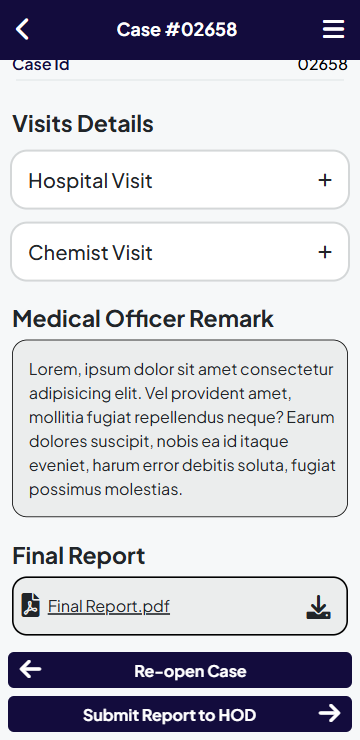 Case #02658
Case Id 02658
Visits Details
Hospital Visit +
Chemist Visit +
Medical Officer Remark
Lorem, ipsum dolor sit amet consectetur
adipisicing elit. Vel provident amet,
mollitia fugiat repellendus neque? Earum
dolores suscipit, nobis ea id itaque
eveniet, harum error debitis soluta, fugiat
possimus molestias.
Final Report
Final Report.pdf
Re-open Case
Submit Report to HOD